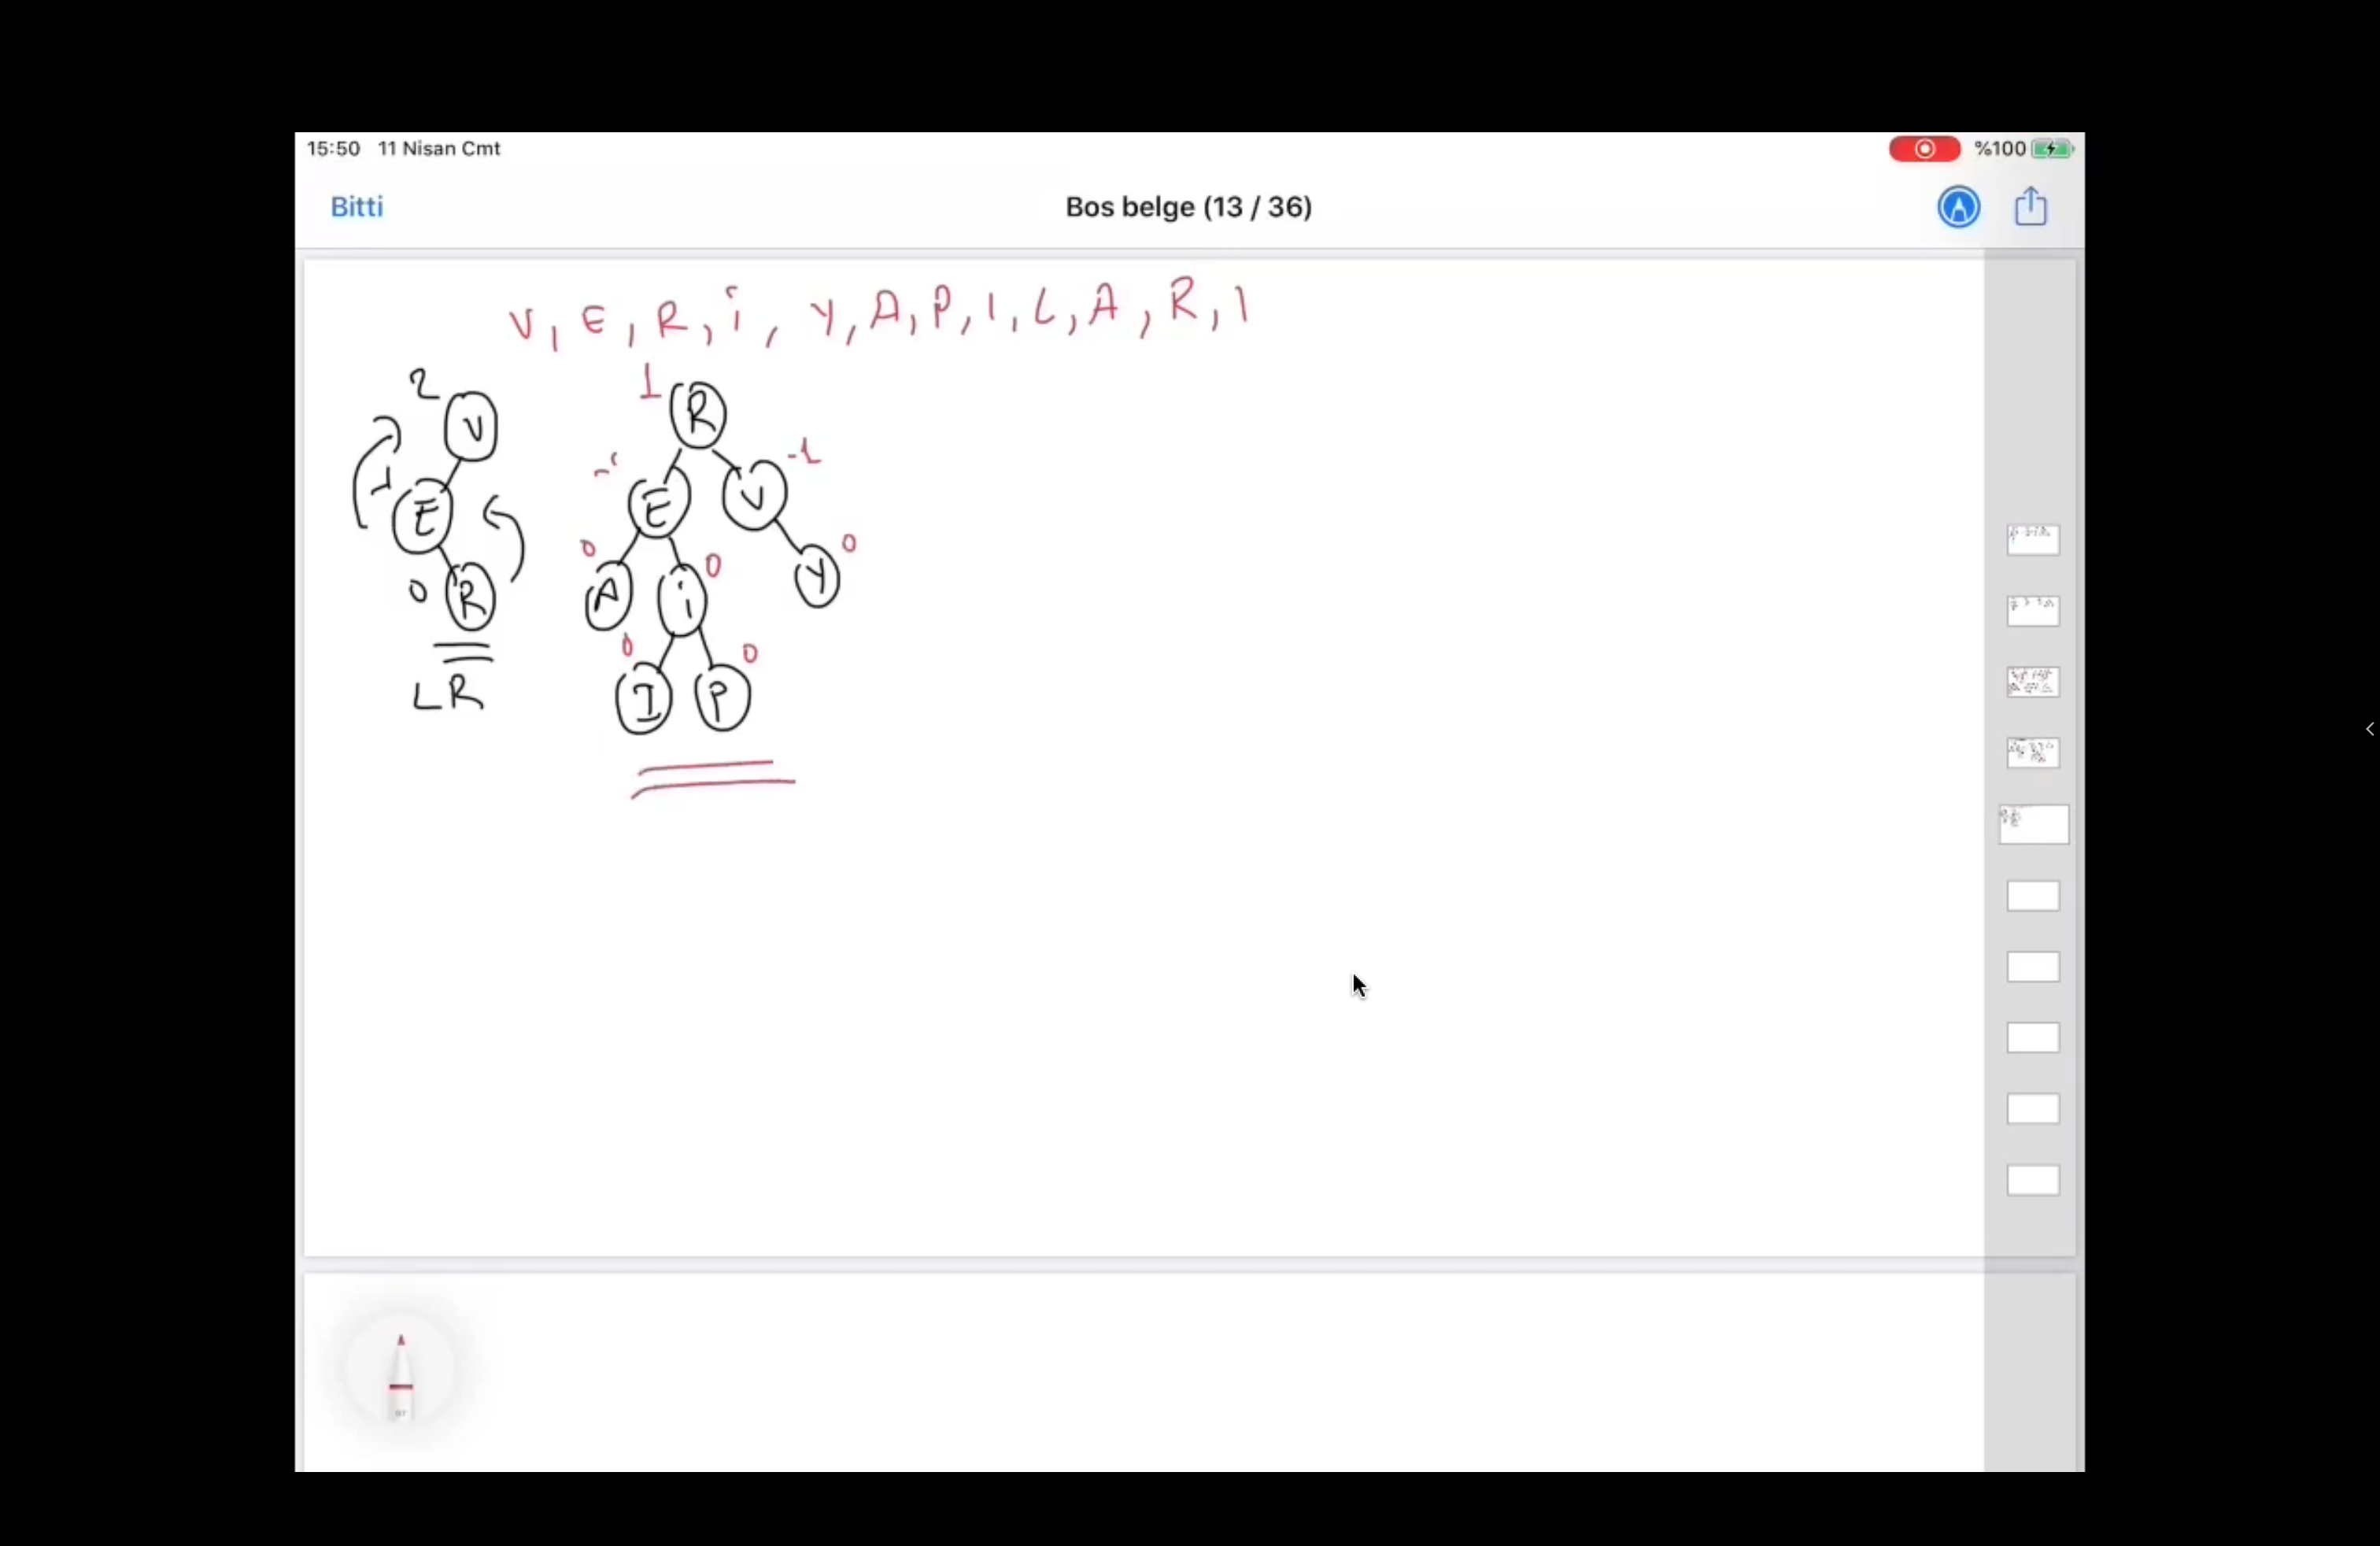 15:50 11 Nisan Cmt %100
Bitti Bos belge (13 / 36)
V, E, R, i, Y, A, P, I, L, A, R, I
2 V
1 E
0 R
LR
1 R
E V -1
0 A i 0 Y 0
0 I P 0